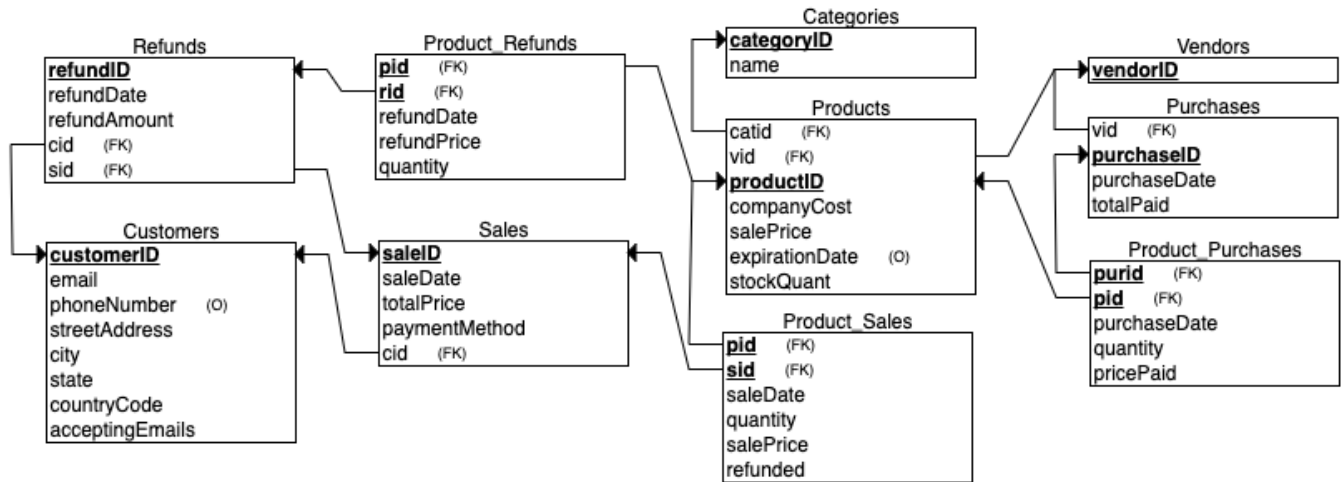 Refunds
refundID
refundDate
refundAmount
cid (FK)
sid (FK)
Product_Refunds
pid (FK)
rid (FK)
refundDate
refundPrice
quantity
Categories
categoryID
name
Vendors
vendorID
Products
catid (FK)
vid (FK)
productID
companyCost
salePrice
expirationDate (O)
stockQuant
Purchases
vid (FK)
purchaseID
purchaseDate
totalPaid
Customers
customerID
email
phoneNumber (O)
streetAddress
city
state
countryCode
acceptingEmails
Sales
saleID
saleDate
totalPrice
paymentMethod
cid (FK)
Product_Sales
pid (FK)
sid (FK)
saleDate
quantity
salePrice
refunded
Product_Purchases
purid (FK)
pid (FK)
purchaseDate
quantity
pricePaid